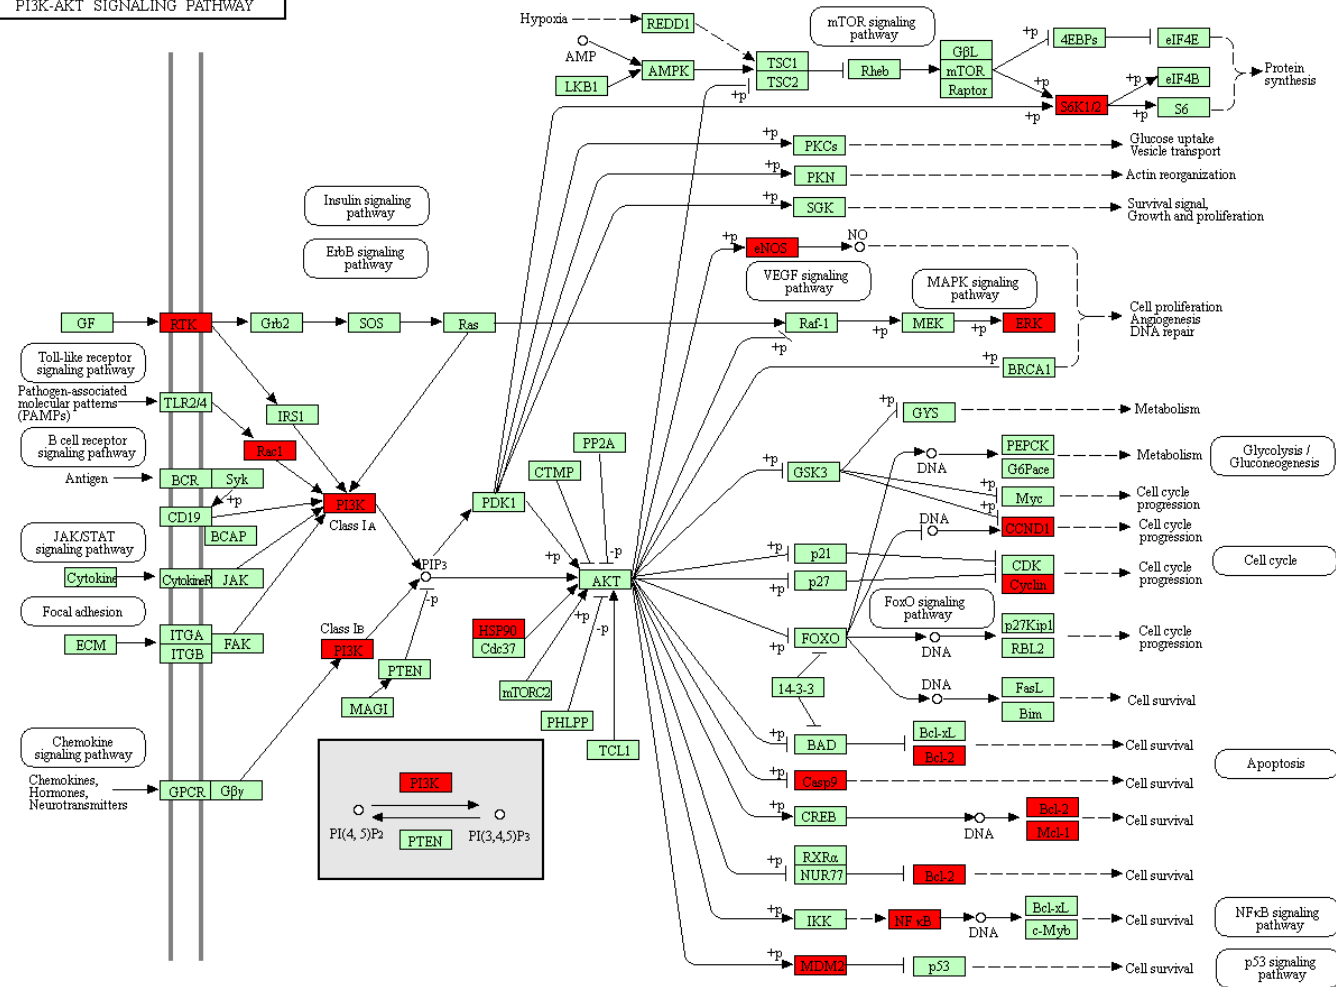 PI3K-AKT SIGNALING PATHWAY
Hypoxia
REDD1
AMP
LKB1
AMPK
TSC1
TSC2
+p
Rheb
mTOR signaling
pathway
GβL
mTOR
Raptor
+p
+p
4EBPs
eIF4E
S6K1/2
+p
+p
+p
eIF4B
S6
Protein
synthesis
+p
PKCs
Glucose uptake
Vesicle transport
+p
PKN
Actin reorganization
+p
SGK
Survival signal,
Growth and proliferation
Insulin signaling
pathway
ErbB signaling
pathway
+p
eNOS
NO
VEGF signaling
pathway
MAPK signaling
pathway
GF
RTK
Grb2
SOS
Ras
Raf-1
+p
+p
MEK
+p
ERK
Cell proliferation
Angiogenesis
DNA repair
+p
BRCA1
Toll-like receptor
signaling pathway
Pathogen-associated
molecular patterns
(PAMPs)
TLR2/4
IRS1
Rac1
B cell receptor
signaling pathway
Antigen
BCR
Syk
+p
CD19
BCAP
PI3K
Class IA
JAK/STAT
signaling pathway
Cytokine
CytokineR
JAK
Focal adhesion
ECM
ITGA
ITGB
FAK
Chemokine
signaling pathway
Chemokines,
Hormones,
Neurotransmitters
GPCR
Gβγ
Class IB
PI3K
PIP3
-p
PTEN
MAGI
PDK1
CTMP
PP2A
+p
-p
AKT
HSP90
Cdc37
+p
-p
mTORC2
PHLPP
TCL1
PI3K
PI(4, 5)P2
PI(3,4,5)P3
PTEN
+p
GYS
Metabolism
+p
GSK3
DNA
PEPCK
G6Pace
Metabolism
Glycolysis /
Gluconeogenesis
+p
Myc
Cell cycle
progression
+p
DNA
CCND1
Cell cycle
progression
+p
p21
+p
p27
CDK
Cyclin
Cell cycle
progression
Cell cycle
FoxO signaling
pathway
+p
FOXO
DNA
p27Kip1
RBL2
Cell cycle
progression
14-3-3
DNA
FasL
Bim
Cell survival
+p
BAD
Bcl-xL
Bcl-2
Cell survival
Apoptosis
+p
Casp9
Cell survival
+p
CREB
DNA
Bcl-2
Mcl-1
Cell survival
+p
RXRα
NUR77
Bcl-2
Cell survival
+p
IKK
NFκB
DNA
Bcl-xL
c-Myb
Cell survival
NFκB signaling
pathway
+p
MDM2
p53
Cell survival
p53 signaling
pathway